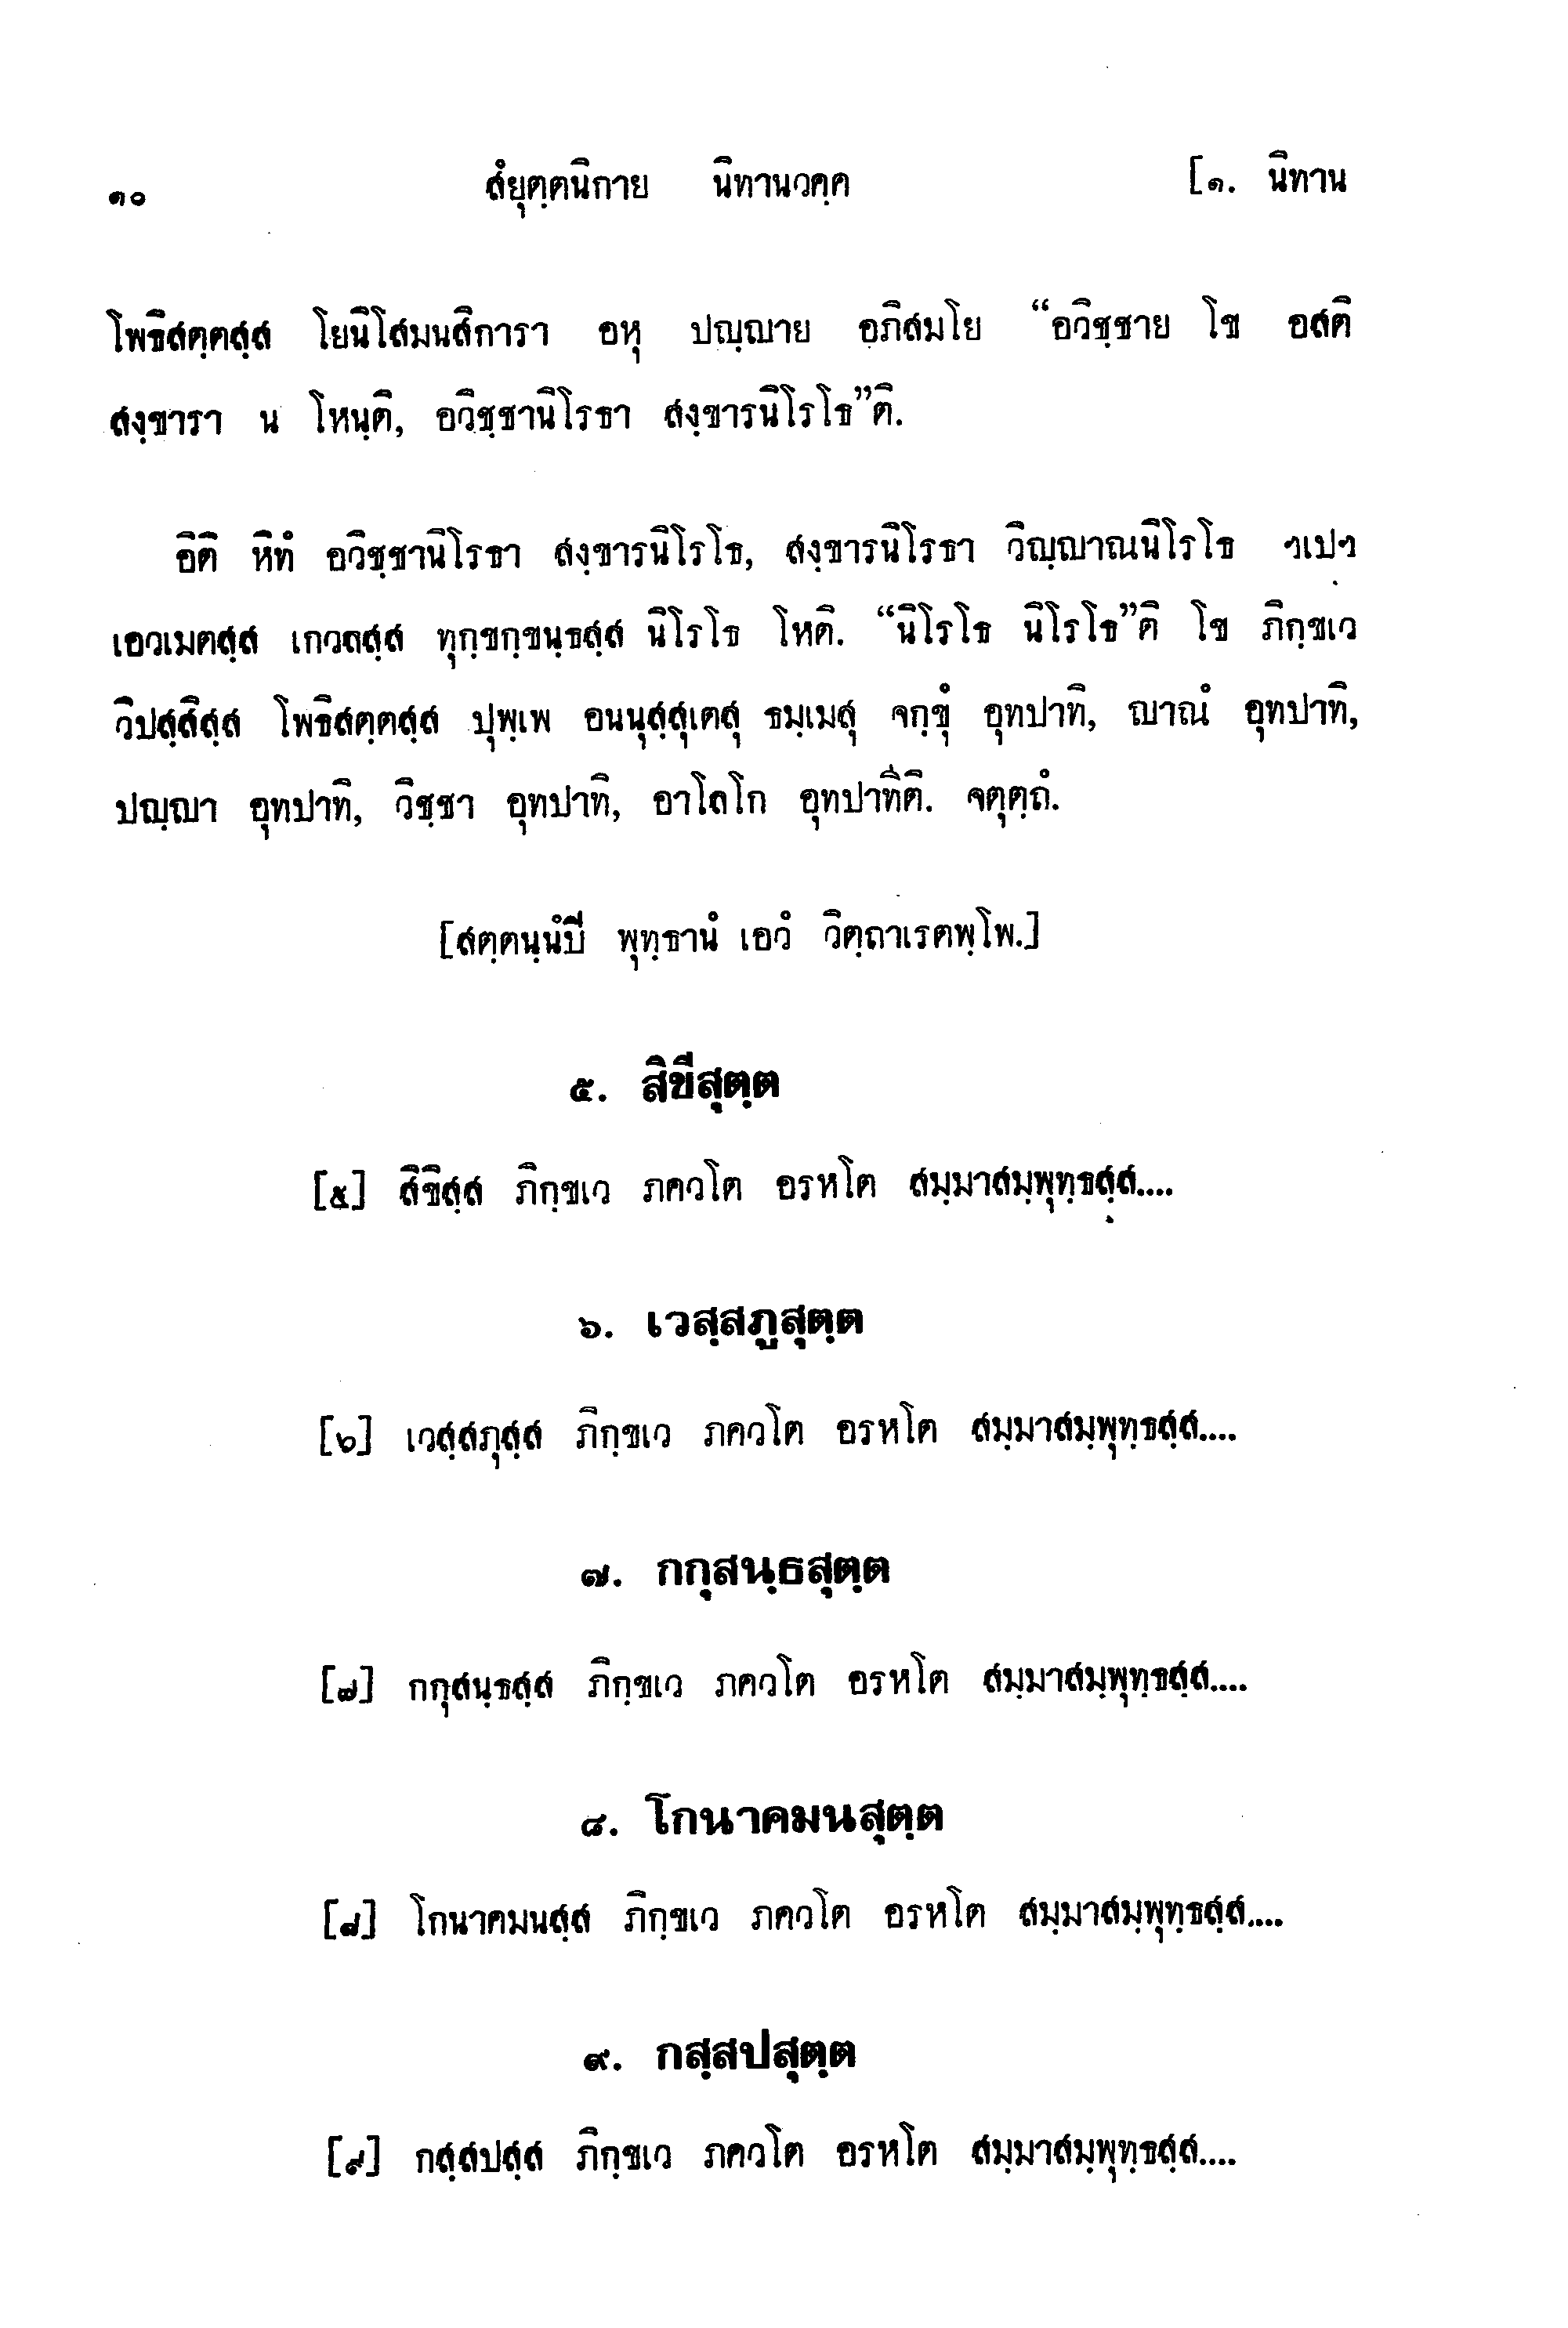 ๑๐ สํยุตฺตนิกาย นิทานวคฺค [๑. นิทาน
โพธิสตฺตสฺส โยนิโสมนสิการา อหุ ปญฺญาย อภิสมโย “อวิชฺชาย โข อสติ
สงฺขารา น โหนฺติ, อวิชฺชานิโรธา สงฺขารนิโรโธ”ติ.
อิติ หิทํ อวิชฺชานิโรธา สงฺขารนิโรโธ, สงฺขารนิโรธา วิญฺญาณนิโรโธ ฯเปฯ
เอวเมตสฺส เกวลสฺส ทุกฺขกฺขนฺธสฺส นิโรโธ โหติ. “นิโรโธ นิโรโธ”ติ โข ภิกฺขเว
วิปสฺสิสฺส โพธิสตฺตสฺส ปุพฺเพ อนนุสฺสุเตสุ ธมฺเมสุ จกฺขุํ อุทปาทิ, ญาณํ อุทปาทิ,
ปญฺญา อุทปาทิ, วิชฺชา อุทปาทิ, อาโลโก อุทปาทีติ. จตุตฺถํ.
[สตฺตนฺนํปิ พุทฺธานํ เอวํ วิตฺถาเรตพฺโพ.]
๕. สิขีสุตฺต
[๕] สิขิสฺส ภิกฺขเว ภควโต อรหโต สมฺมาสมฺพุทฺธสฺส....
๖. เวสฺสภูสุตฺต
[๖] เวสฺสภุสฺส ภิกฺขเว ภควโต อรหโต สมฺมาสมฺพุทฺธสฺส....
๗. กกุสนฺธสุตฺต
[๗] กกุสนฺธสฺส ภิกฺขเว ภควโต อรหโต สมฺมาสมฺพุทฺธสฺส....
๘. โกนาคมนสุตฺต
[๘] โกนาคมนสฺส ภิกฺขเว ภควโต อรหโต สมฺมาสมฺพุทฺธสฺส....
๙. กสฺสปสุตฺต
[๙] กสฺสปสฺส ภิกฺขเว ภควโต อรหโต สมฺมาสมฺพุทฺธสฺส....